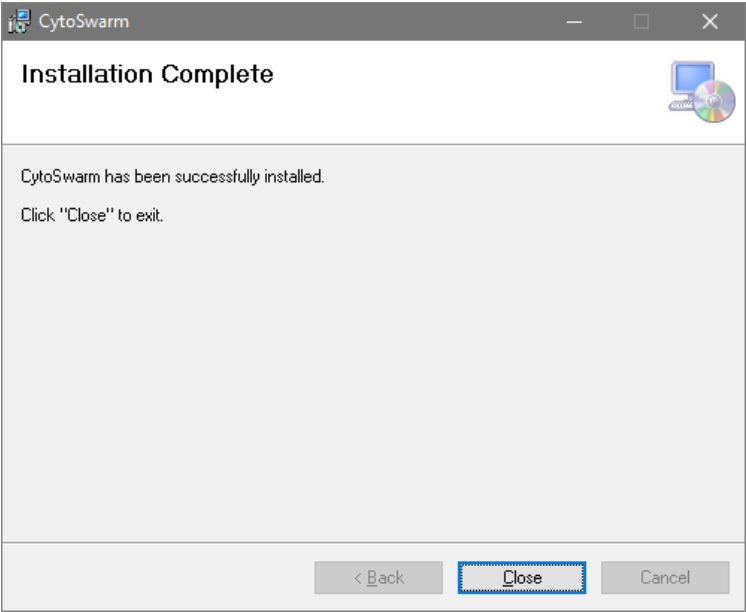 CytoSwarm
Installation Complete
CytoSwarm has been successfully installed.
Click "Close" to exit.
< Back
Close
Cancel